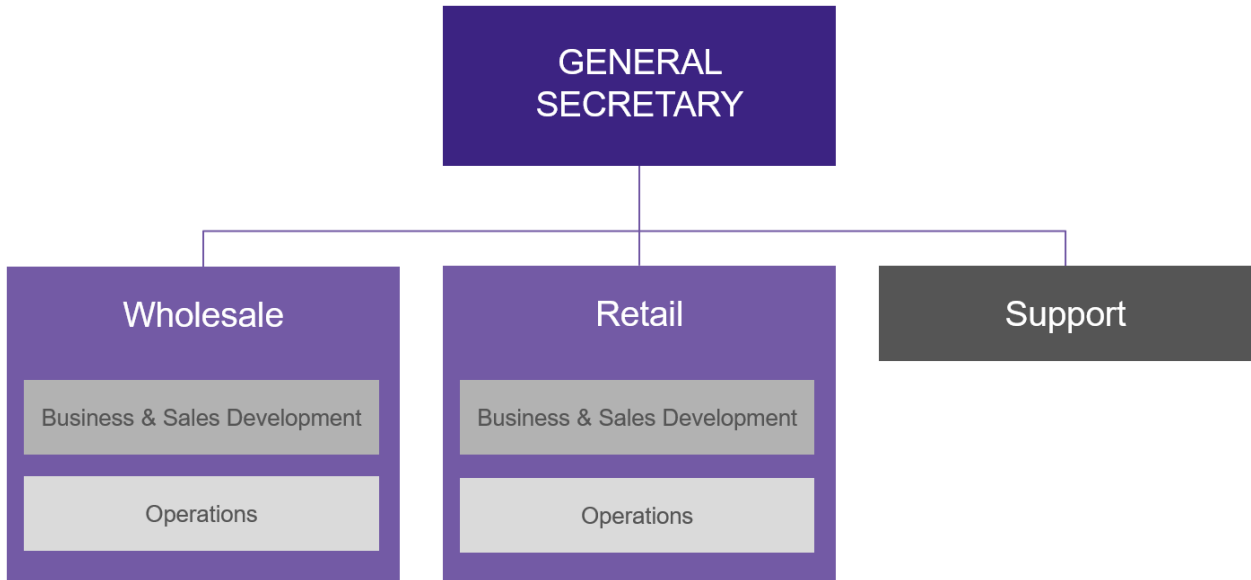 GENERAL
SECRETARY
Wholesale
Business & Sales Development
Operations
Retail
Business & Sales Development
Operations
Support